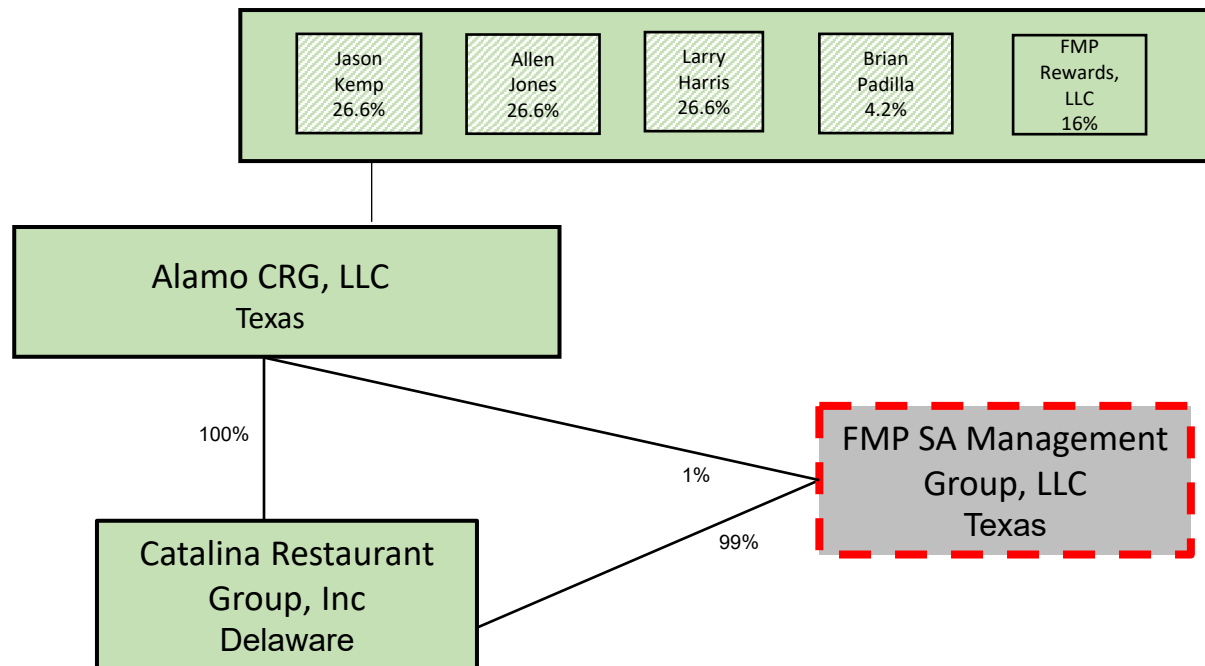 Jason
Kemp
26.6%
Allen
Jones
26.6%
Larry
Harris
26.6%
Brian
Padilla
4.2%
FMP
Rewards,
LLC
16%
Alamo CRG, LLC
Texas
100%
1%
99%
FMP SA Management
Group, LLC
Texas
Catalina Restaurant
Group, Inc
Delaware